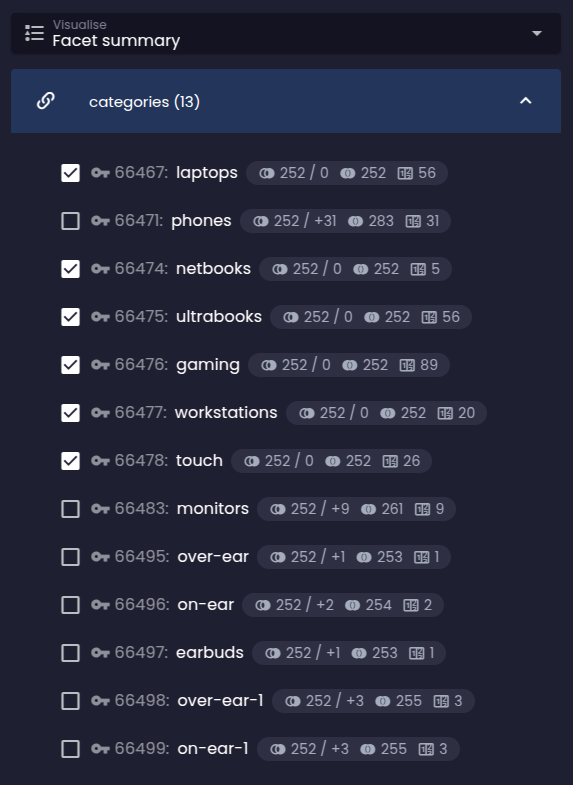 Visualise
Facet summary
categories (13)
66467: laptops 252 / 0 252 56
66471: phones 252 / +31 283 31
66474: netbooks 252 / 0 252 5
66475: ultrabooks 252 / 0 252 56
66476: gaming 252 / 0 252 89
66477: workstations 252 / 0 252 20
66478: touch 252 / 0 252 26
66483: monitors 252 / +9 261 9
66495: over-ear 252 / +1 253 1
66496: on-ear 252 / +2 254 2
66497: earbuds 252 / +1 253 1
66498: over-ear-1 252 / +3 255 3
66499: on-ear-1 252 / +3 255 3